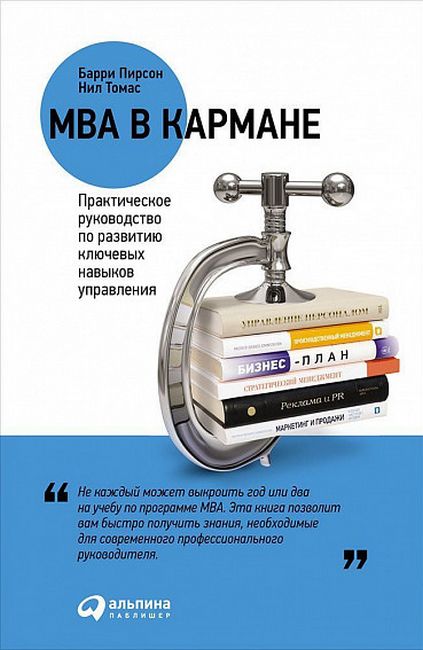 Барри Пирсон
Нил Томас
МВА В КАРМАНЕ
Практическое
руководство
по развитию
ключевых
навыков
управления
УПРАВЛЕНИЕ ПЕРСОНАЛОМ
ПРОИЗВОДСТВЕННЫЙ МЕНЕДЖМЕНТ
БИЗНЕС-ПЛАН
СТРАТЕГИЧЕСКИЙ МЕНЕДЖМЕНТ
Реклама и PR
МАРКЕТИНГ И ПРОДАЖИ
“ Не каждый может выкроить год или два
на учебу по программе МВА. Эта книга позволит
вам быстро получить знания, необходимые
для современного профессионального
руководителя. ”
альпина
ПАБЛИШЕР